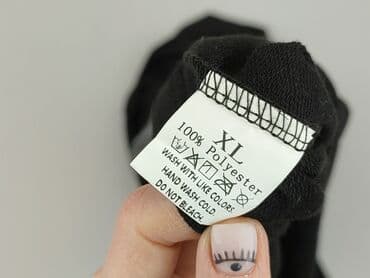 XL
100% Polyester
WASH WITH LIKE COLORS
HAND WASH COLD
DO NOT BLEACH